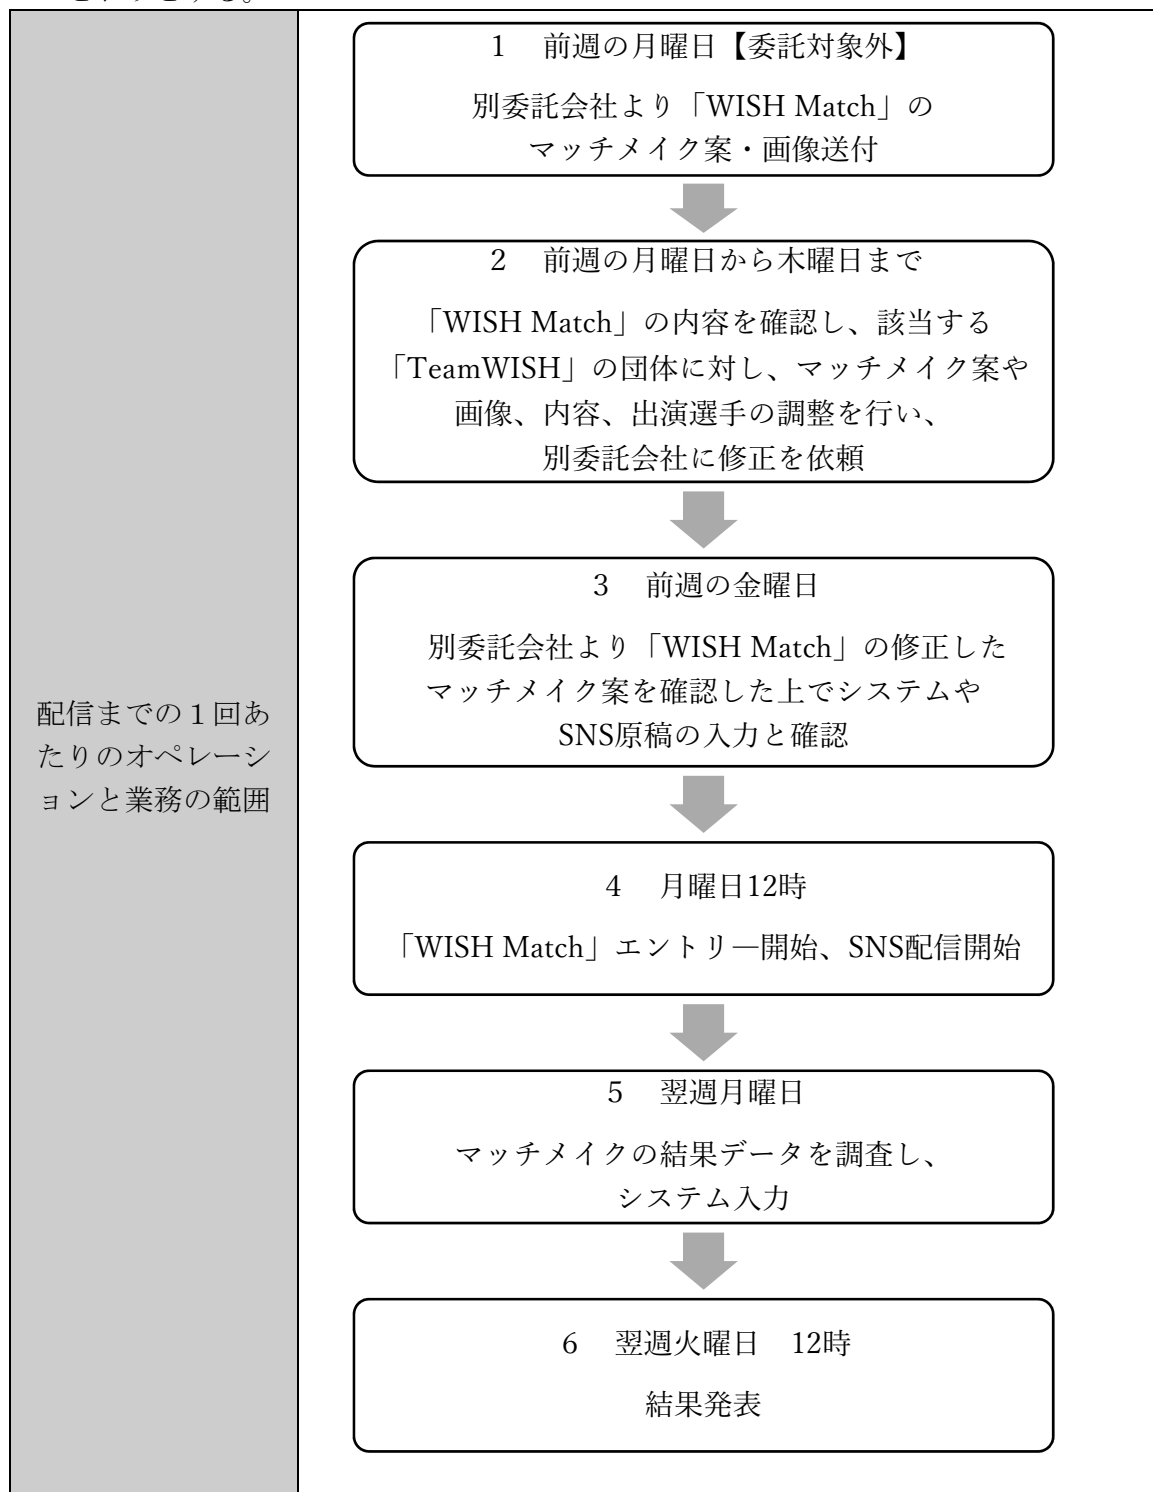 配信までの１回あ
たりのオペレーシ
ョンと業務の範囲
１　前週の月曜日【委託対象外】
別委託会社より「WISH Match」の
マッチメイク案・画像送付
２　前週の月曜日から木曜日まで
「WISH Match」の内容を確認し、該当する
「TeamWISH」の団体に対し、マッチメイク案や
画像、内容、出演選手の調整を行い、
別委託会社に修正を依頼
３　前週の金曜日
別委託会社より「WISH Match」の修正した
マッチメイク案を確認した上でシステムや
SNS原稿の入力と確認
４　月曜日12時
「WISH Match」エントリ―開始、SNS配信開始
５　翌週月曜日
マッチメイクの結果データを調査し、
システム入力
６　翌週火曜日　12時
結果発表